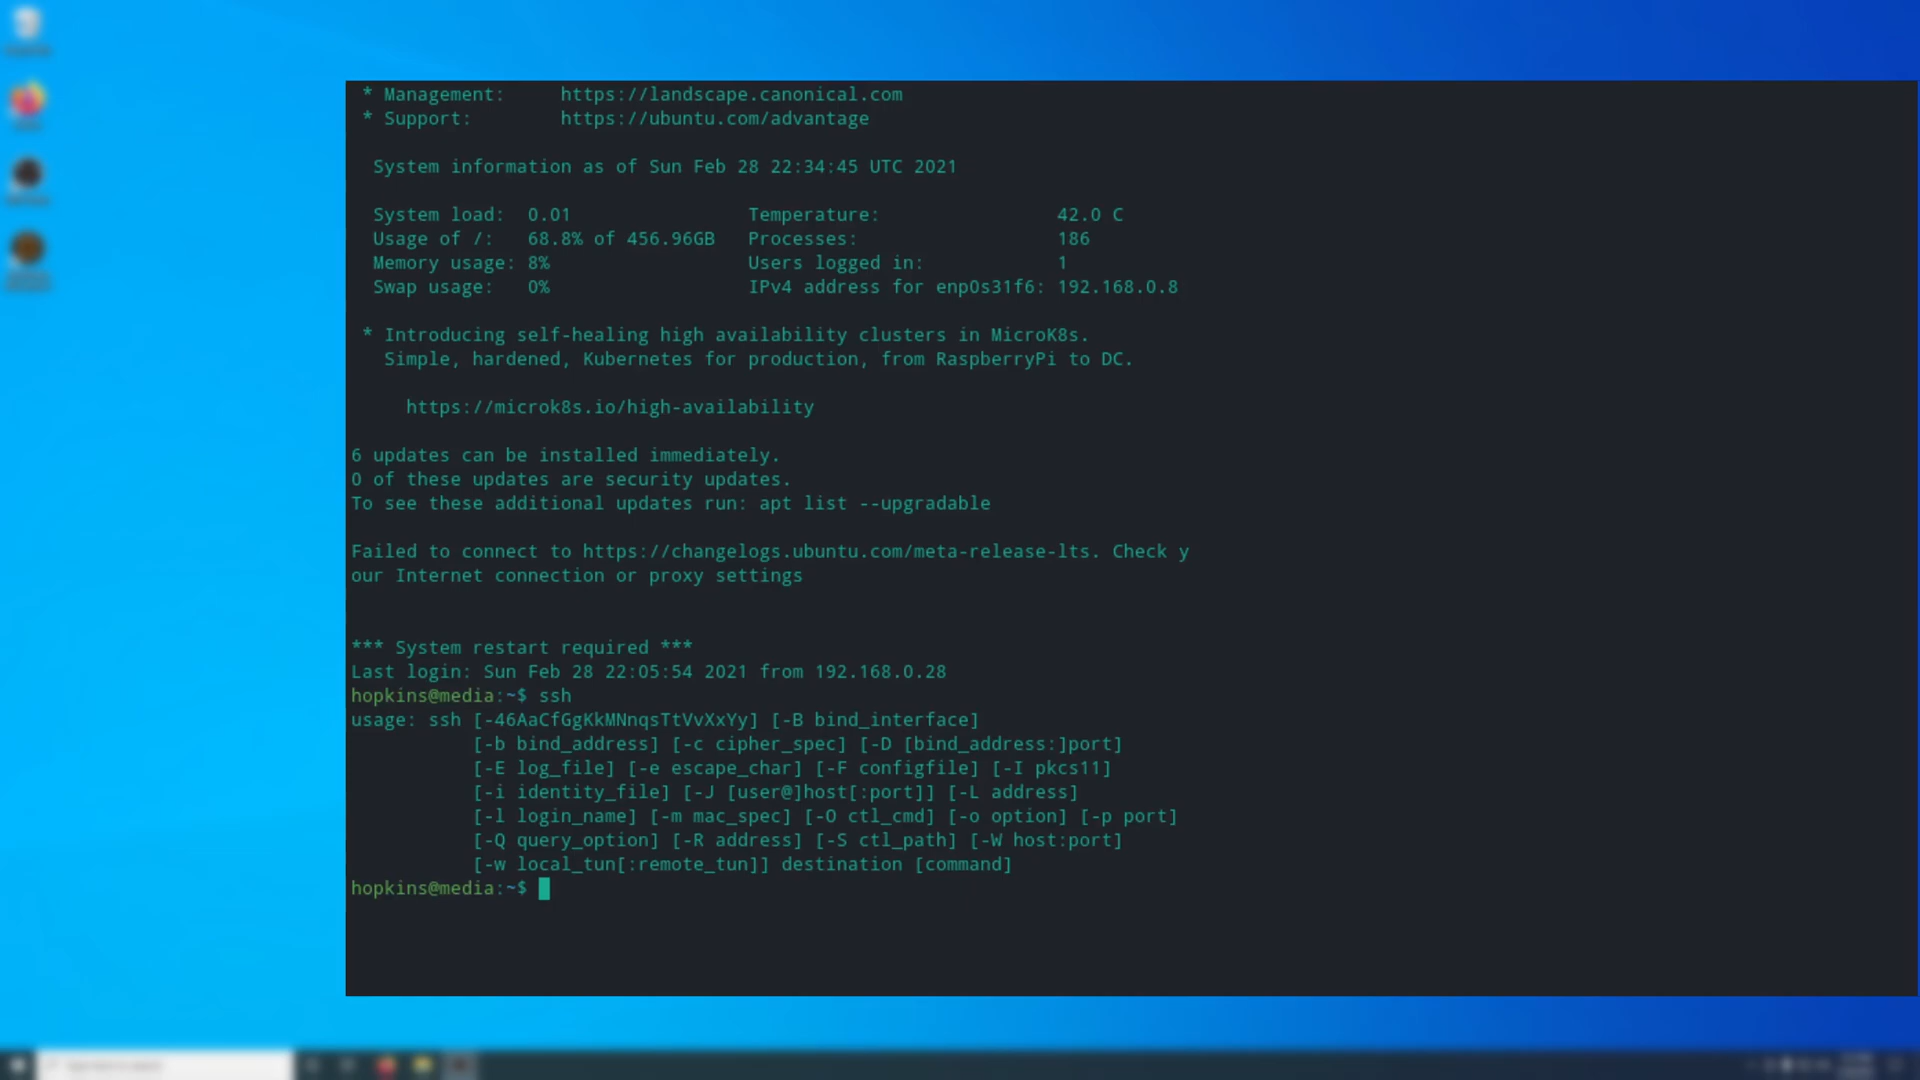 * Management: https://landscape.canonical.com
* Support: https://ubuntu.com/advantage
System information as of Sun Feb 28 22:34:45 UTC 2021
System load: 0.01 Temperature: 42.0 C
Usage of /: 68.8% of 456.96GB Processes: 186
Memory usage: 8% Users logged in: 1
Swap usage: 0% IPv4 address for enp0s31f6: 192.168.0.8
* Introducing self-healing high availability clusters in MicroK8s.
Simple, hardened, Kubernetes for production, from RaspberryPi to DC.
https://microk8s.io/high-availability
6 updates can be installed immediately.
0 of these updates are security updates.
To see these additional updates run: apt list --upgradable
Failed to connect to https://changelogs.ubuntu.com/meta-release-lts. Check y
our Internet connection or proxy settings
*** System restart required ***
Last login: Sun Feb 28 22:05:54 2021 from 192.168.0.28
hopkins@media:~$ ssh
usage: ssh [-46AaCfGgKkMNnqsTtVvXxYy] [-B bind_interface]
[-b bind_address] [-c cipher_spec] [-D [bind_address:]port]
[-E log_file] [-e escape_char] [-F configfile] [-I pkcs11]
[-i identity_file] [-J [user@]host[:port]] [-L address]
[-l login_name] [-m mac_spec] [-O ctl_cmd] [-o option] [-p port]
[-Q query_option] [-R address] [-S ctl_path] [-W host:port]
[-w local_tun[:remote_tun]] destination [command]
hopkins@media:~$